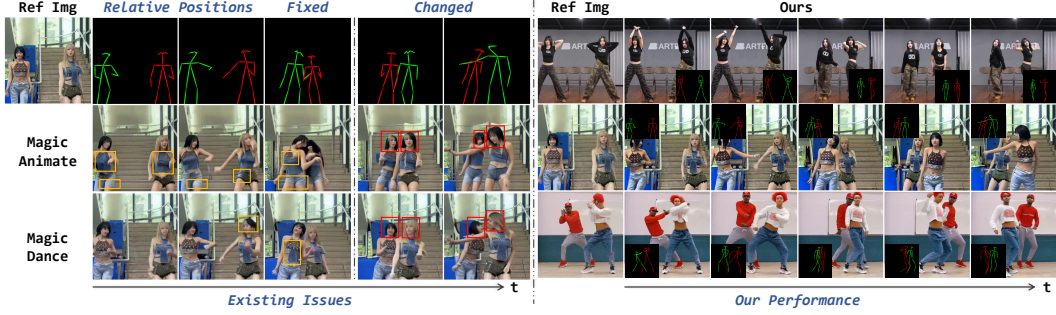 Ref Img
Relative Positions
Fixed
Changed
Magic
Animate
Magic
Dance
t
Existing Issues
Ref Img
Ours
t
Our Performance